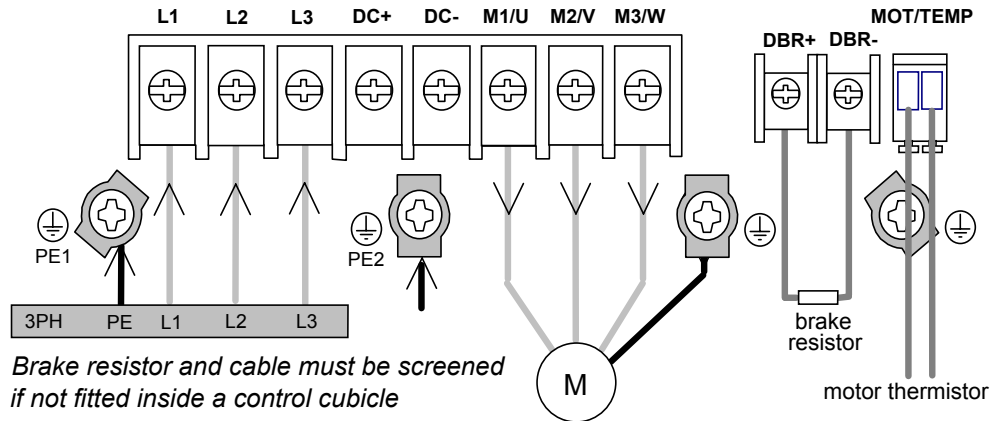 L1 L2 L3 DC+ DC- M1/U M2/V M3/W MOT/TEMP
DBR+ DBR-
PE1
PE2
3PH PE L1 L2 L3
brake
resistor
Brake resistor and cable must be screened
if not fitted inside a control cubicle
M
motor thermistor